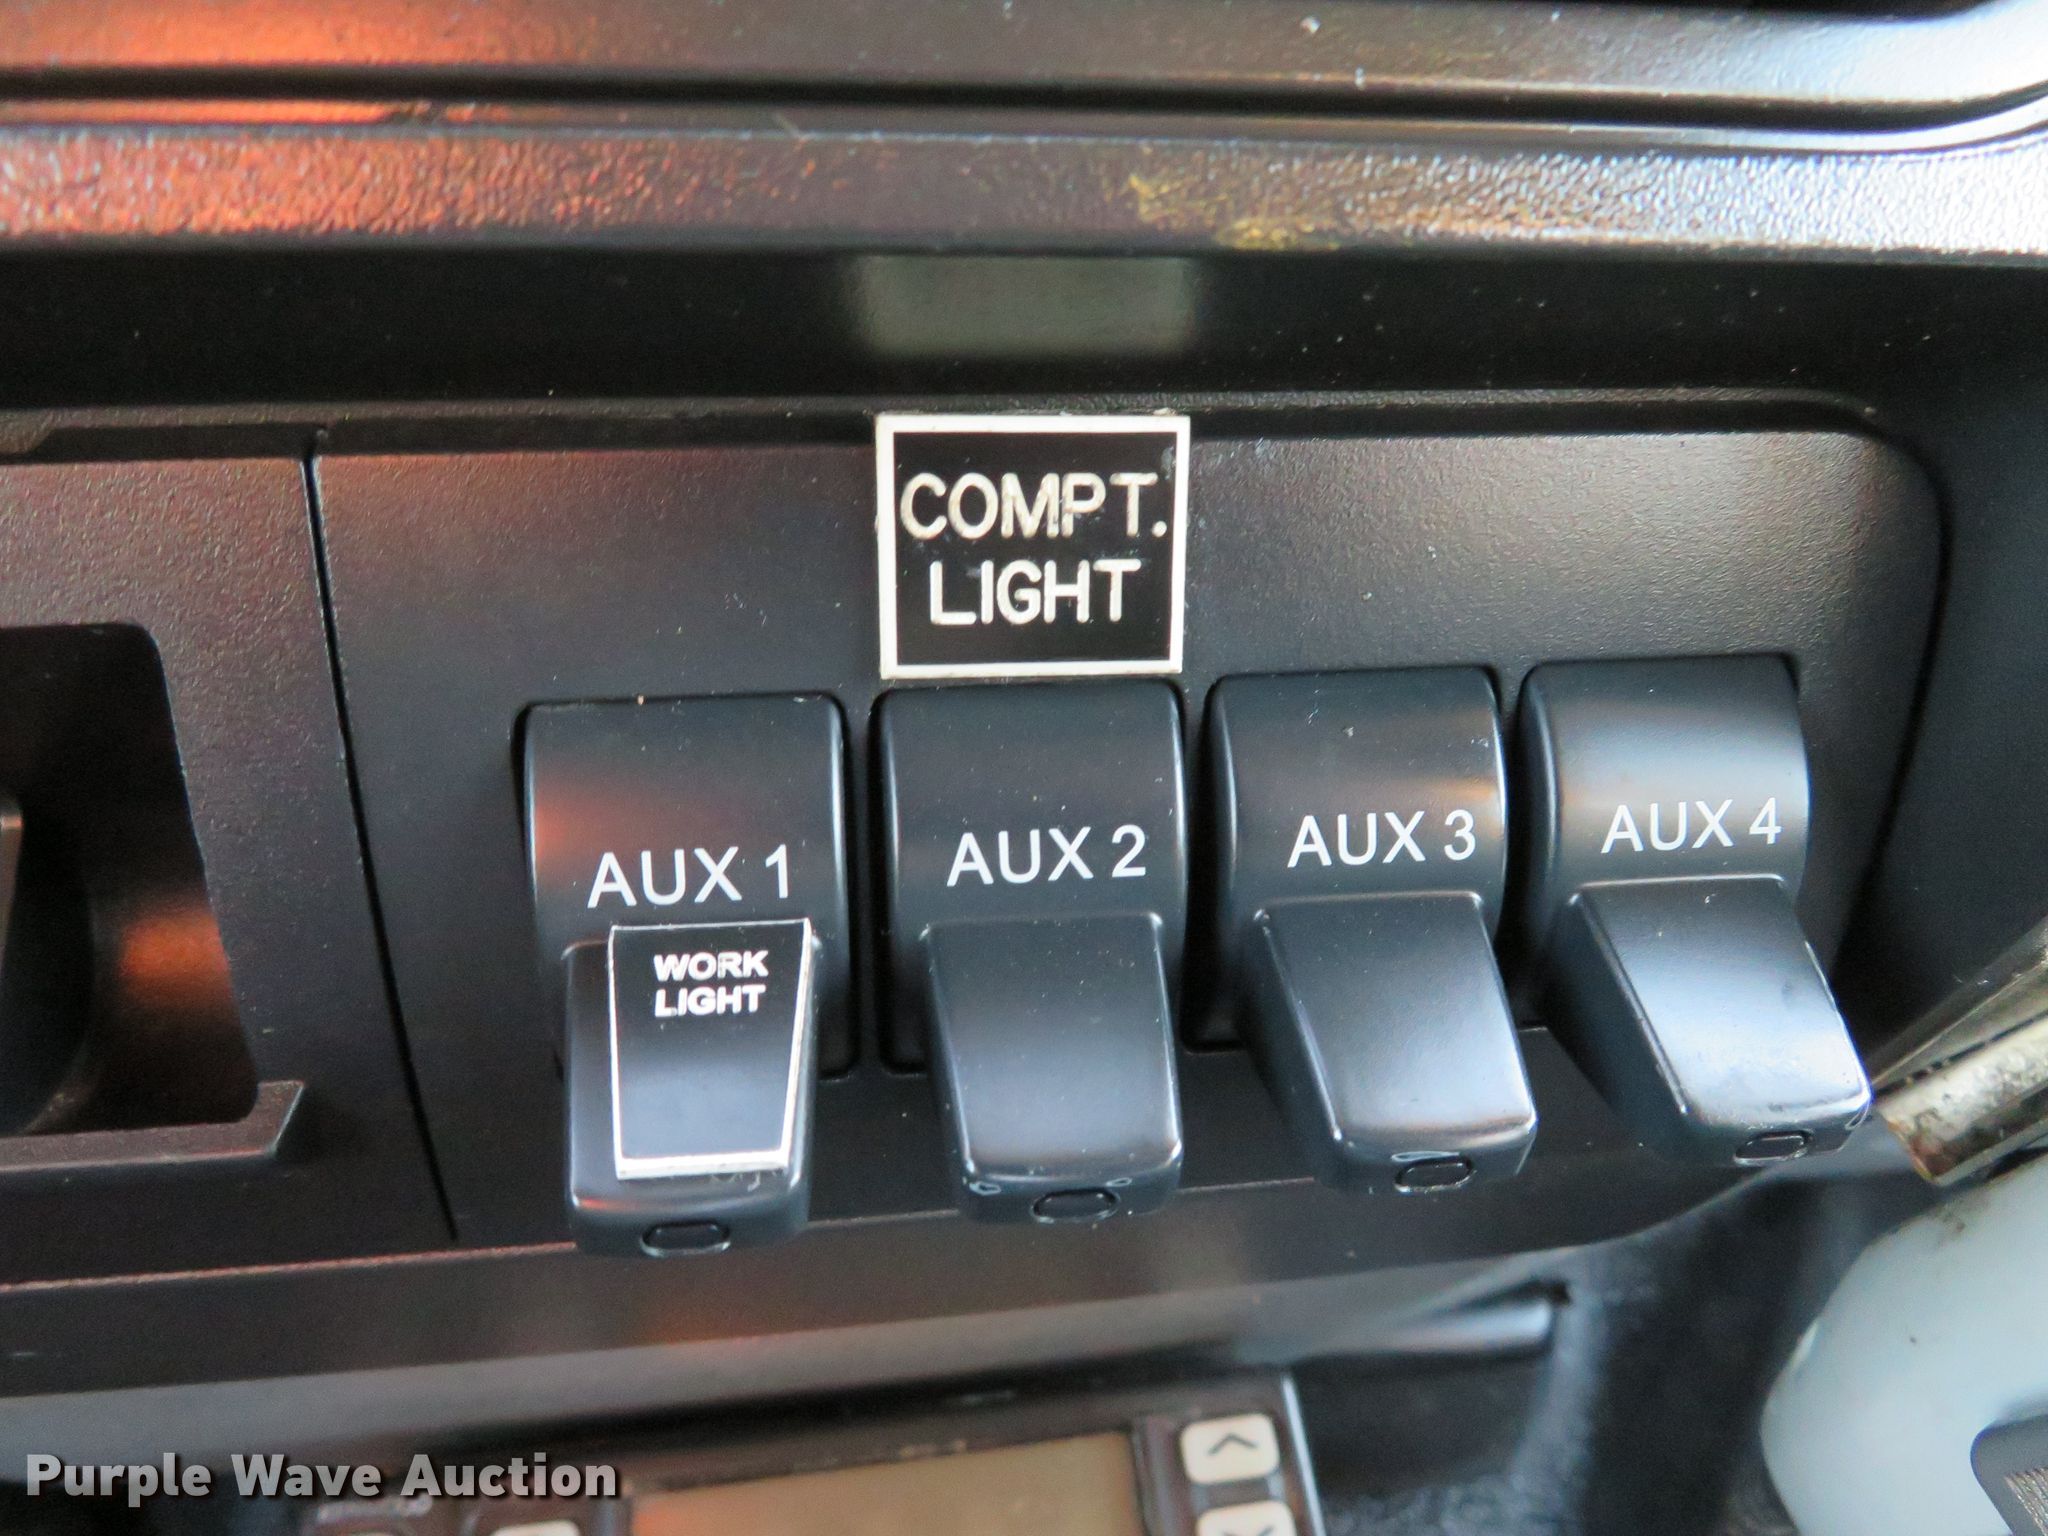 COMPT.
LIGHT
AUX 1
AUX 2
AUX 3
AUX 4
WORK
LIGHT
Purple Wave Auction